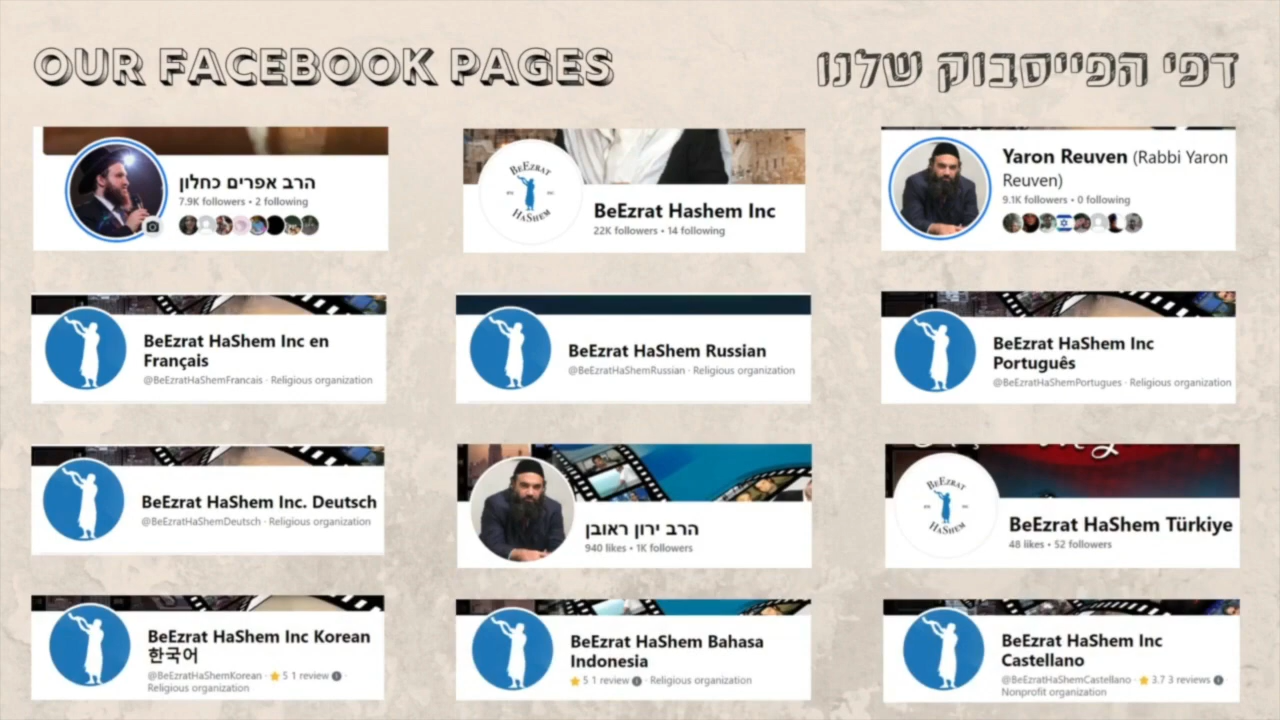 OUR FACEBOOK PAGES
דפי הפייסבוק שלנו
הרב אפרים כחלון
7.9K followers • 2 following
BeEzrat
HaShem
BeEzrat Hashem Inc
22K followers • 14 following
Yaron Reuven (Rabbi Yaron
Reuven)
9.1K followers • 0 following
BeEzrat HaShem Inc en
Français
@BeEzratHaShemFrancais · Religious organization
BeEzrat HaShem Russian
@BeEzratHaShemRussian · Religious organization
BeEzrat HaShem Inc
Português
@BeEzratHaShemPortugues · Religious organization
BeEzrat HaShem Inc. Deutsch
@BeEzratHaShemDeutsch · Religious organization
הרב ירון ראובן
940 likes • 1K followers
BeEzrat
HaShem
BeEzrat HaShem Türkiye
48 likes • 52 followers
BeEzrat HaShem Inc Korean
한국어
@BeEzratHaShemKorean · 5 1 review ·
Religious organization
BeEzrat HaShem Bahasa
Indonesia
5 1 review · Religious organization
BeEzrat HaShem Inc
Castellano
@BeEzratHaShemCastellano · 3.7 3 reviews ·
Nonprofit organization